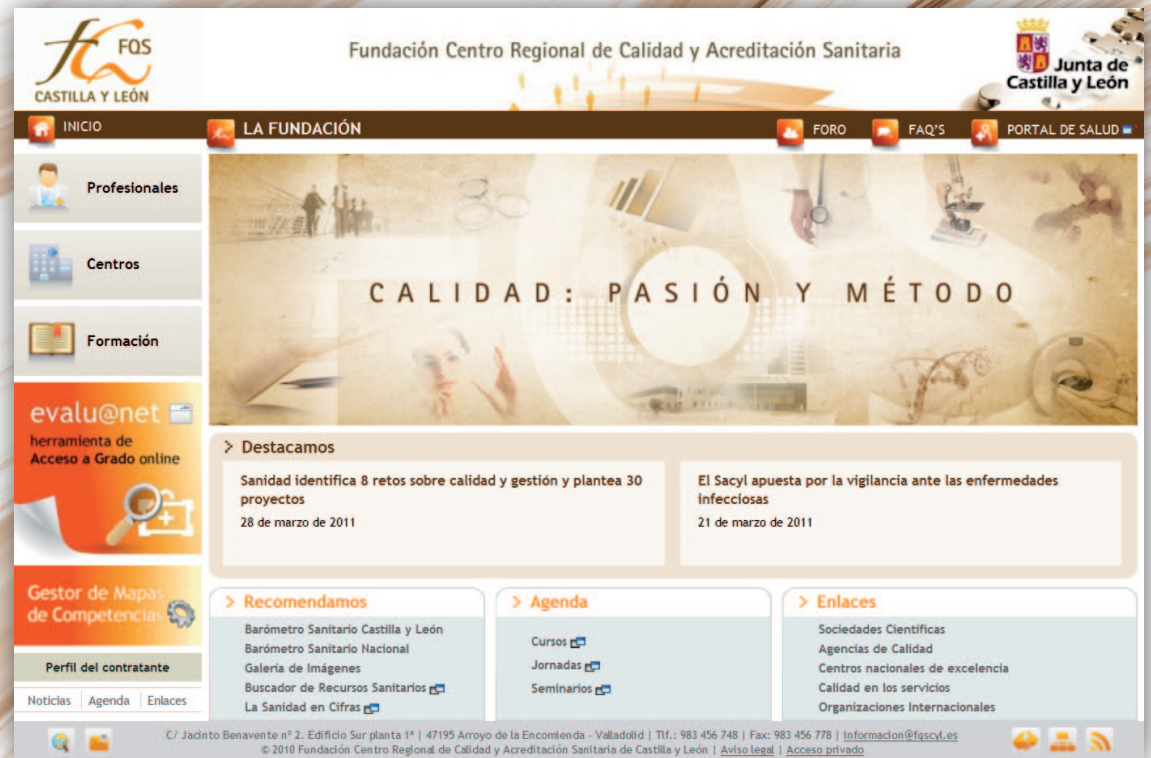 FQS
CASTILLA Y LEÓN
Fundación Centro Regional de Calidad y Acreditación Sanitaria
Junta de
Castilla y León
INICIO
LA FUNDACIÓN
FORO
FAQ'S
PORTAL DE SALUD
Profesionales
Centros
Formación
CALIDAD: PASIÓN Y MÉTODO
evalu@net
herramienta de
Acceso a Grado online
Gestor de Mapas
de Competencias
Perfil del contratante
Noticias | Agenda | Enlaces
> Destacamos
Sanidad identifica 8 retos sobre calidad y gestión y plantea 30
proyectos
28 de marzo de 2011
El Sacyl apuesta por la vigilancia ante las enfermedades
infecciosas
21 de marzo de 2011
> Recomendamos
Barómetro Sanitario Castilla y León
Barómetro Sanitario Nacional
Galería de Imágenes
Buscador de Recursos Sanitarios
La Sanidad en Cifras
> Agenda
Cursos
Jornadas
Seminarios
> Enlaces
Sociedades Científicas
Agencias de Calidad
Centros nacionales de excelencia
Calidad en los servicios
Organizaciones Internacionales
C/ Jacinto Benavente nº 2. Edificio Sur planta 1ª | 47195 Arroyo de la Encomienda - Valladolid | Tlf.: 983 456 748 | Fax: 983 456 778 | informacion@fqscyl.es
© 2010 Fundación Centro Regional de Calidad y Acreditación Sanitaria de Castilla y León | Aviso legal | Acceso privado